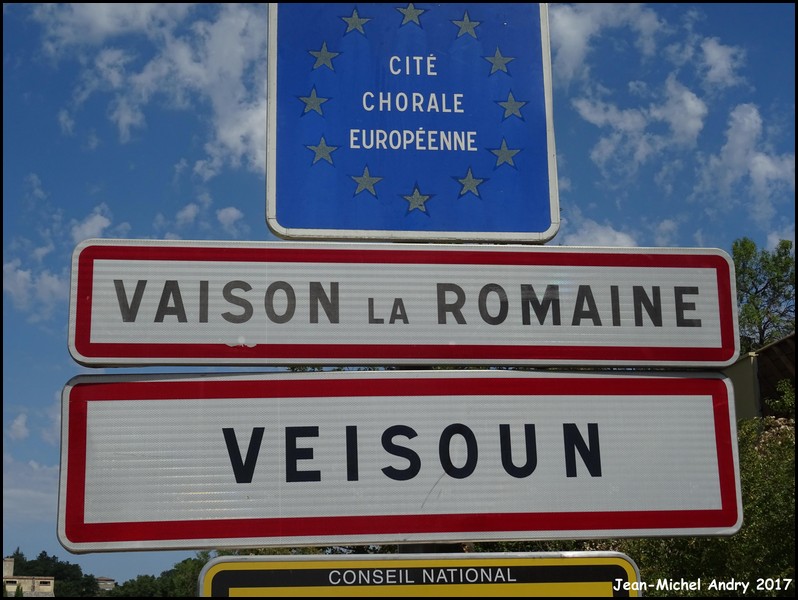 CITÉ
CHORALE
EUROPÉENNE
VAISON LA ROMAINE
VEISOUN
CONSEIL NATIONAL
Jean-Michel Andry 2017